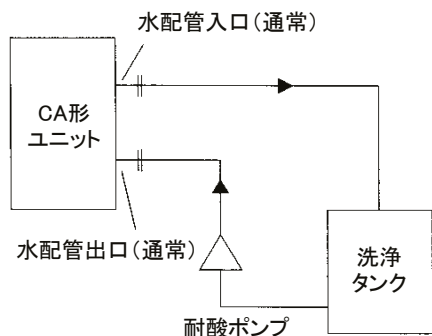 水配管入口(通常)
CA形
ユニット
水配管出口(通常)
洗浄
タンク
耐酸ポンプ